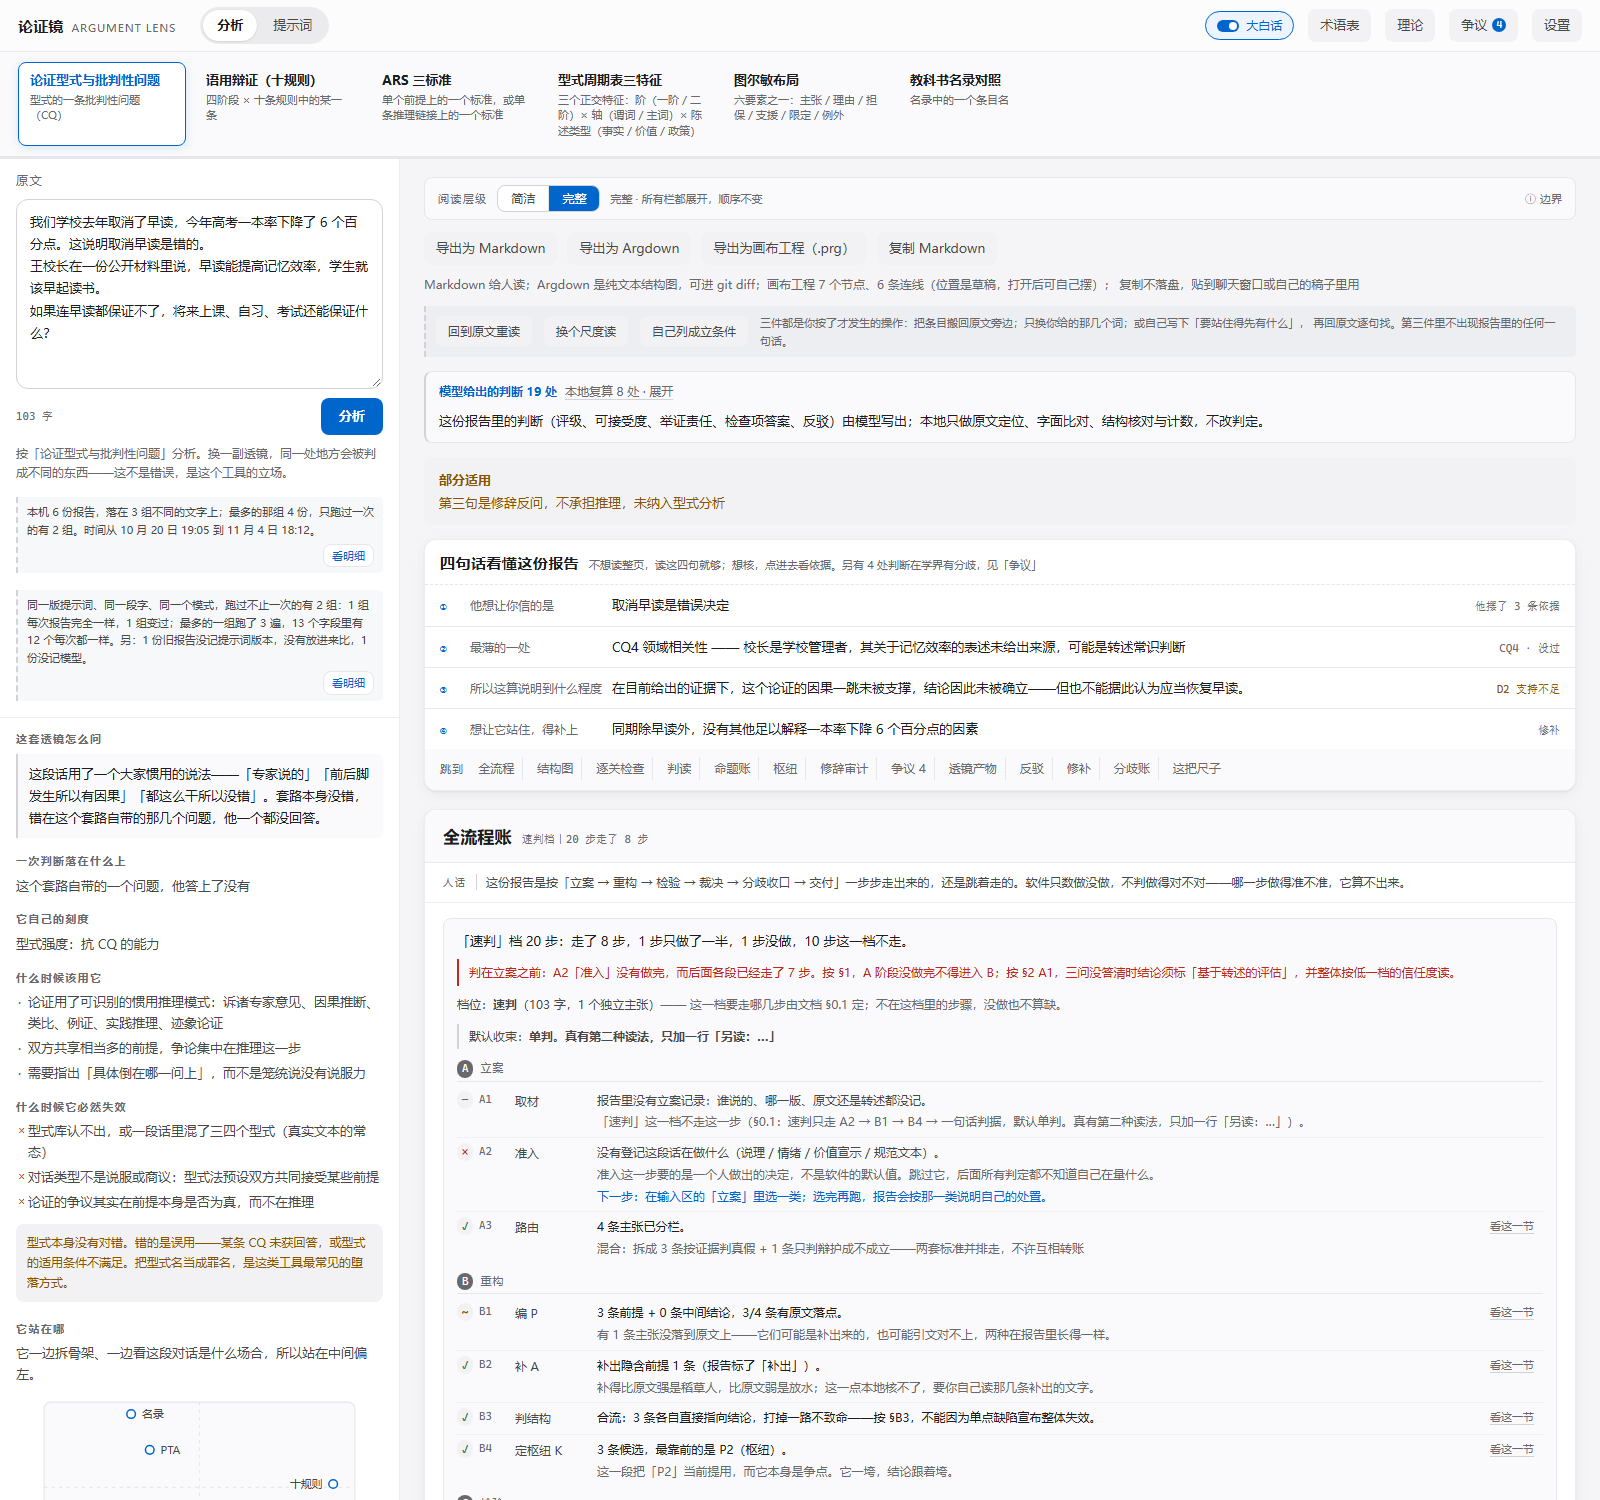 论证镜 ARGUMENT LENS 分析 提示词 大白话 术语表 理论 争议 4 设置
论证型式与批判性问题
型式的一条批判性问题
（CQ）
语用辩证（十规则）
四阶段 × 十条规则中的某一
条
ARS 三标准
单个前提上的一个标准，或单
条推理链接上的一个标准
型式周期表三特征
三个正交特征：阶（一阶 / 二
阶）× 轴（谓词 / 主词）× 陈
述类型（事实 / 价值 / 政策）
图尔敏布局
六要素之一：主张 / 理由 / 担
保 / 支援 / 限定 / 例外
教科书名录对照
名录中的一个条目名
原文
我们学校去年取消了早读，今年高考一本率下降了 6 个百
分点。这说明取消早读是错的。
王校长在一份公开材料里说，早读能提高记忆效率，学生就
该早起读书。
如果连早读都保证不了，将来上课、自习、考试还能保证什
么？
103 字
分析
按「论证型式与批判性问题」分析。换一副透镜，同一处地方会被判
成不同的东西——这不是错误，是这个工具的立场。
本机 6 份报告，落在 3 组不同的文字上；最多的那组 4 份，只跑过一次
的有 2 组。时间从 10 月 20 日 19:05 到 11 月 4 日 18:12。
看明细
同一版提示词、同一段字、同一个模式，跑过不止一次的有 2 组：1 组
每次报告完全一样，1 组变过；最多的一组跑了 3 遍，13 个字段里有
12 个每次都一样。另：1 份旧报告没记提示词版本，没有放进来比，1
份没记模型。
看明细
这套透镜怎么问
这段话用了一个大家惯用的说法——「专家说的」「前后脚
发生所以有因果」「都这么干所以没错」。套路本身没错，
错在这个套路自带的那几个问题，他一个都没回答。
一次判断落在什么上
这个套路自带的一个问题，他答上了没有
它自己的刻度
型式强度：抗 CQ 的能力
什么时候该用它
· 论证用了可识别的惯用推理模式：诉诸专家意见、因果推断、
类比、例证、实践推理、迹象论证
· 双方共享相当多的前提，争论集中在推理这一步
· 需要指出「具体倒在哪一问上」，而不是笼统说没有说服力
什么时候它必然失效
× 型式库认不出，或一段话里混了三四个型式（真实文本的常
态）
× 对话类型不是说服或商议：型式法预设双方共同接受某些前提
× 论证的争议其实在前提本身是否为真，而不在推理
型式本身没有对错。错的是误用——某条 CQ 未获回答，或型式
的适用条件不满足。把型式名当成罪名，是这类工具最常见的堕
落方式。
它站在哪
它一边拆骨架、一边看这段对话是什么场合，所以站在中间偏
左。
名录
PTA
十规则
阅读层级 简洁 完整 完整 · 所有栏都展开，顺序不变 ⓘ 边界
导出为 Markdown 导出为 Argdown 导出为画布工程（.prg） 复制 Markdown
Markdown 给人读；Argdown 是纯文本结构图，可进 git diff；画布工程 7 个节点、6 条连线（位置是草稿，打开后可自己摆）； 复制不落盘，贴到聊天窗口或自己的稿子里用
回到原文重读 换个尺度读 自己列成立条件
三件都是你按了才发生的操作：把条目搬回原文旁边；只换你给的那几个词；或自己写下「要站住得先有什么」， 再回原文逐句找。第三件里不出现报告里的任何一
句话。
模型给出的判断 19 处 本地复算 8 处 · 展开
这份报告里的判断（评级、可接受度、举证责任、检查项答案、反驳）由模型写出；本地只做原文定位、字面比对、结构核对与计数，不改判定。
部分适用
第三句是修辞反问，不承担推理，未纳入型式分析
四句话看懂这份报告 不想读整页，读这四句就够；想核，点进去看依据。另有 4 处判断在学界有分歧，见「争议」
① 他想让你信的是 取消早读是错误决定 他摆了 3 条依据
② 最薄的一处 CQ4 领域相关性 —— 校长是学校管理者，其关于记忆效率的表述未给出来源，可能是转述常识判断 CQ4 · 没过
③ 所以这算说明到什么程度 在目前给出的证据下，这个论证的因果一跳未被支撑，结论因此未被确立——但也不能据此认为应当恢复早读。 D2 支持不足
④ 想让它站住，得补上 同期除早读外，没有其他足以解释一本率下降 6 个百分点的因素 修补
跳到 全流程 结构图 逐关检查 判读 命题账 枢纽 修辞审计 争议 4 透镜产物 反驳 修补 分歧账 这把尺子
全流程账 速判档｜20 步走了 8 步
人话 这份报告是按「立案 → 重构 → 检验 → 裁决 → 分歧收口 → 交付」一步步走出来的，还是跳着走的。软件只数做没做，不判做得对不对——哪一步做得准不准，它算不出来。
「速判」档 20 步：走了 8 步，1 步只做了一半，1 步没做，10 步这一档不走。
判在立案之前：A2「准入」没有做完，而后面各段已经走了 7 步。按 §1，A 阶段没做完不得进入 B；按 §2 A1，三问没答清时结论须标「基于转述的评估」，并整体按低一档的信任度读。
档位：速判（103 字，1 个独立主张）—— 这一档要走哪几步由文档 §0.1 定；不在这档里的步骤，没做也不算缺。
默认收束：单判。真有第二种读法，只加一行「另读：…」
A 立案
– A1 取材 报告里没有立案记录：谁说的、哪一版、原文还是转述都没记。
「速判」这一档不走这一步（§0.1：速判只走 A2 → B1 → B4 → 一句话判据，默认单判。真有第二种读法，只加一行「另读：…」）。
× A2 准入 没有登记这段话在做什么（说理 / 情绪 / 价值宣示 / 规范文本）。
准入这一步要的是一个人做出的决定，不是软件的默认值。跳过它，后面所有判定都不知道自己在量什么。
下一步：在输入区的「立案」里选一类；选完再跑，报告会按那一类说明自己的处置。
✓ A3 路由 4 条主张已分栏。 看这一节
混合：拆成 3 条按证据判真假 + 1 条只判辩护成不成立——两套标准并排走，不许互相转账
B 重构
~ B1 编 P 3 条前提 + 0 条中间结论，3/4 条有原文落点。 看这一节
有 1 条主张没落到原文上——它们可能是补出来的，也可能引文对不上，两种在报告里长得一样。
✓ B2 补 A 补出隐含前提 1 条（报告标了「补出」）。 看这一节
补得比原文强是稻草人，比原文弱是放水；这一点本地核不了，要你自己读那几条补出的文字。
✓ B3 判结构 合流：3 条各自直接指向结论，打掉一路不致命——按 §B3，不能因为单点缺陷宣布整体失效。 看这一节
✓ B4 定枢纽 K 3 条候选，最靠前的是 P2（枢纽）。 看这一节
这一段把「P2」当前提用，而它本身是争点。它一垮，结论跟着垮。